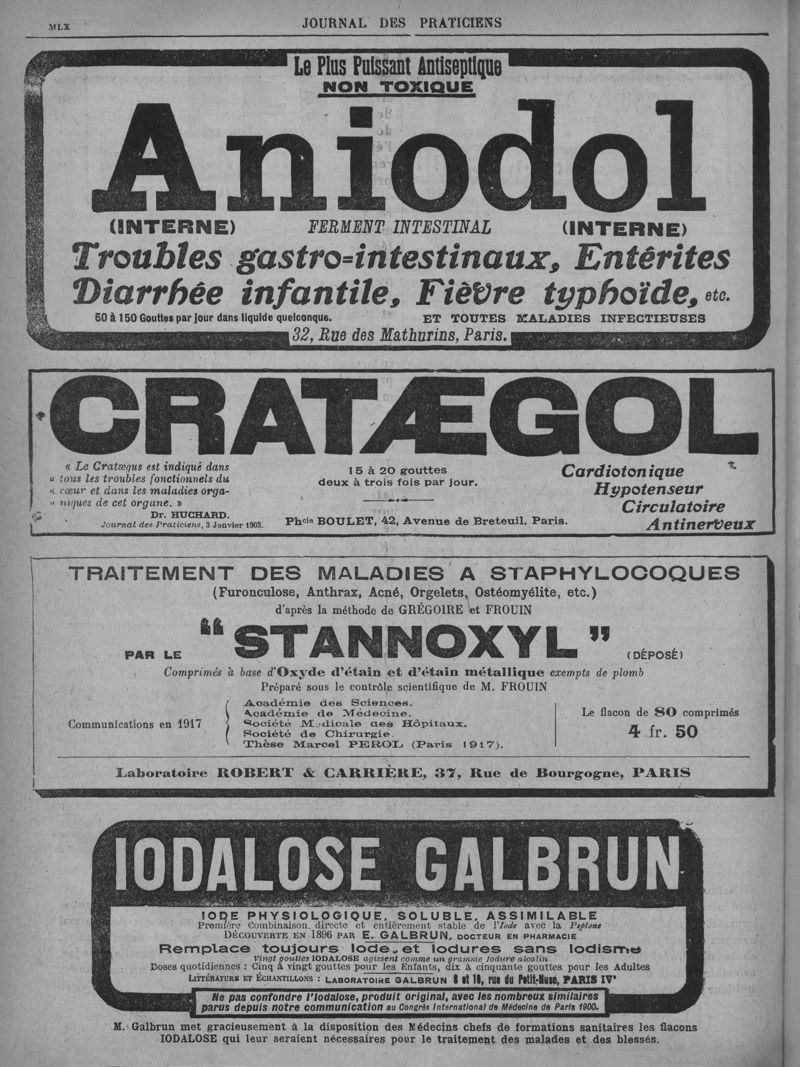 MLX
JOURNAL DES PRATICIENS
Le Plus Puissant Antiseptique
NON TOXIQUE
Aniodol
(INTERNE) FERMENT INTESTINAL (INTERNE)
Troubles gastro=intestinaux, Entérites
Diarrhée infantile, Fièvre typhoïde, etc.
50 à 150 Gouttes par jour dans liquide quelconque. ET TOUTES MALADIES INFECTIEUSES
32, Rue des Mathurins, Paris.
CRATÆGOL
« Le Cratægus est indiqué dans
« tous les troubles fonctionnels du
« cœur et dans les maladies orga-
« niques de cet organe. »
Dr. HUCHARD.
Journal des Praticiens, 3 Janvier 1903.
15 à 20 gouttes
deux à trois fois par jour.
Phcie BOULET, 42, Avenue de Breteuil, Paris.
Cardiotonique
Hypotenseur
Circulatoire
Antinerveux
TRAITEMENT DES MALADIES A STAPHYLOCOQUES
(Furonculose, Anthrax, Acné, Orgelets, Ostéomyélite, etc.)
d'après la méthode de GRÉGOIRE et FROUIN
PAR LE “STANNOXYL” (DÉPOSÉ)
Comprimés à base d'Oxyde d'étain et d'étain métallique exempts de plomb
Préparé sous le contrôle scientifique de M. FROUIN
Communications en 1917
Académie des Sciences.
Académie de Médecine.
Société Médicale des Hôpitaux.
Société de Chirurgie.
Thèse Marcel PEROL (Paris 1917).
Le flacon de 80 comprimés
4 fr. 50
Laboratoire ROBERT & CARRIÈRE, 37, Rue de Bourgogne, PARIS
IODALOSE GALBRUN
IODE PHYSIOLOGIQUE, SOLUBLE, ASSIMILABLE
Première Combinaison directe et entièrement stable de l'Iode avec la Peptone
DÉCOUVERTE EN 1896 PAR E. GALBRUN, DOCTEUR EN PHARMACIE
Remplace toujours Iode et Iodures sans Iodisme
Vingt gouttes IODALOSE agissent comme un gramme Iodure alcalin
Doses quotidiennes : Cinq à vingt gouttes pour les Enfants, dix à cinquante gouttes pour les Adultes
LITTÉRATURE ET ÉCHANTILLONS : LABORATOIRE GALBRUN 8 et 10, rue du Petit-Musc, PARIS IVe
Ne pas confondre l'Iodalose, produit original, avec les nombreux similaires
parus depuis notre communication au Congrès International de Médecine de Paris 1900.
M. Galbrun met gracieusement à la disposition des Médecins chefs de formations sanitaires les flacons
IODALOSE qui leur seraient nécessaires pour le traitement des malades et des blessés.